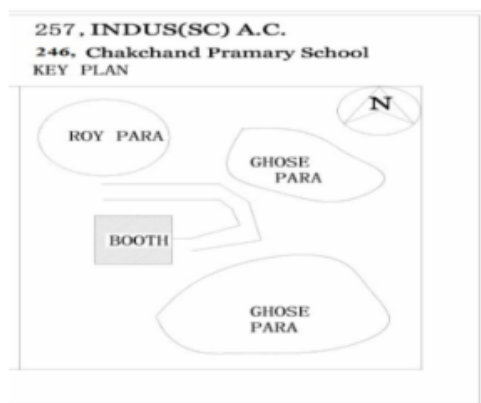 257, INDUS(SC) A.C.
246, Chakchand Pramary School
KEY PLAN
N
ROY PARA
GHOSE
PARA
BOOTH
GHOSE
PARA